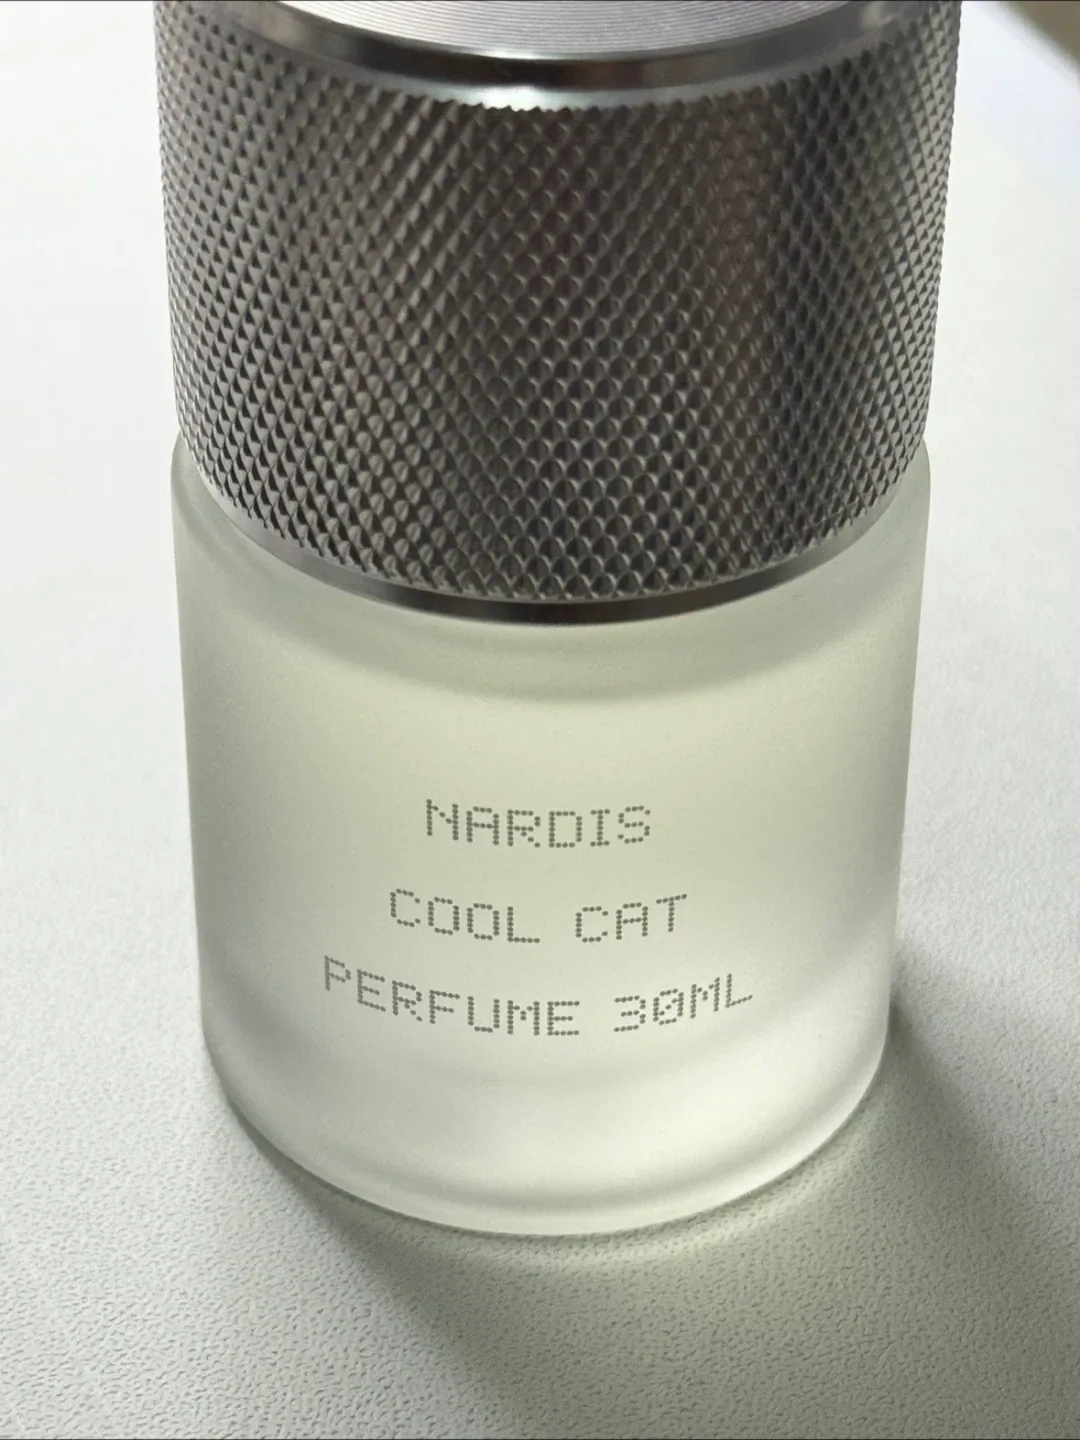 NARDIS
COOL CAT
PERFUME 30ML